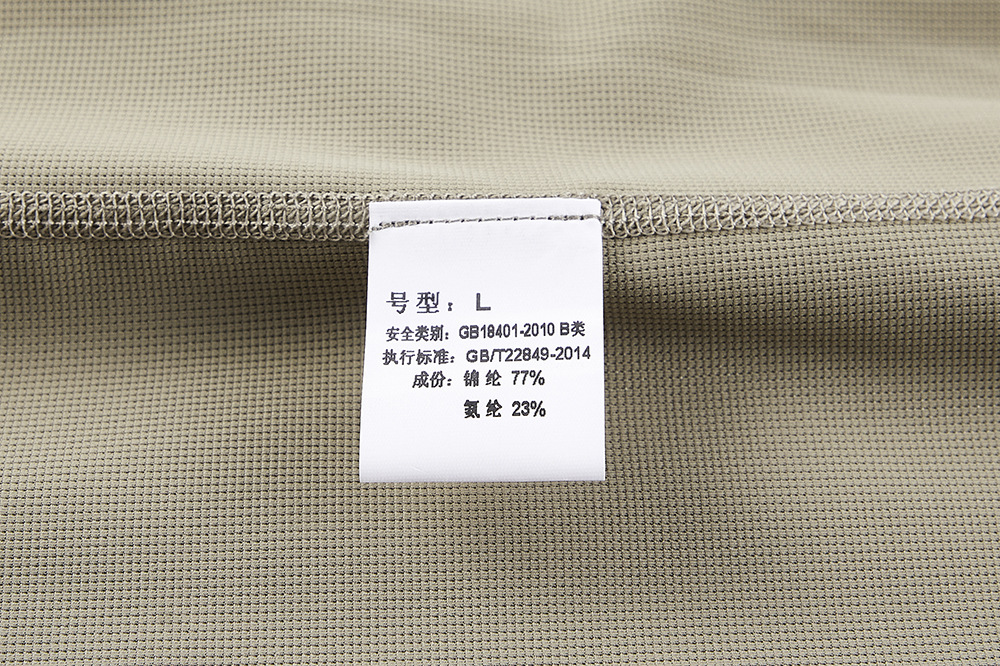 号型：L
安全类别：GB18401-2010 B类
执行标准：GB/T22849-2014
成份：锦纶 77%
氨纶 23%